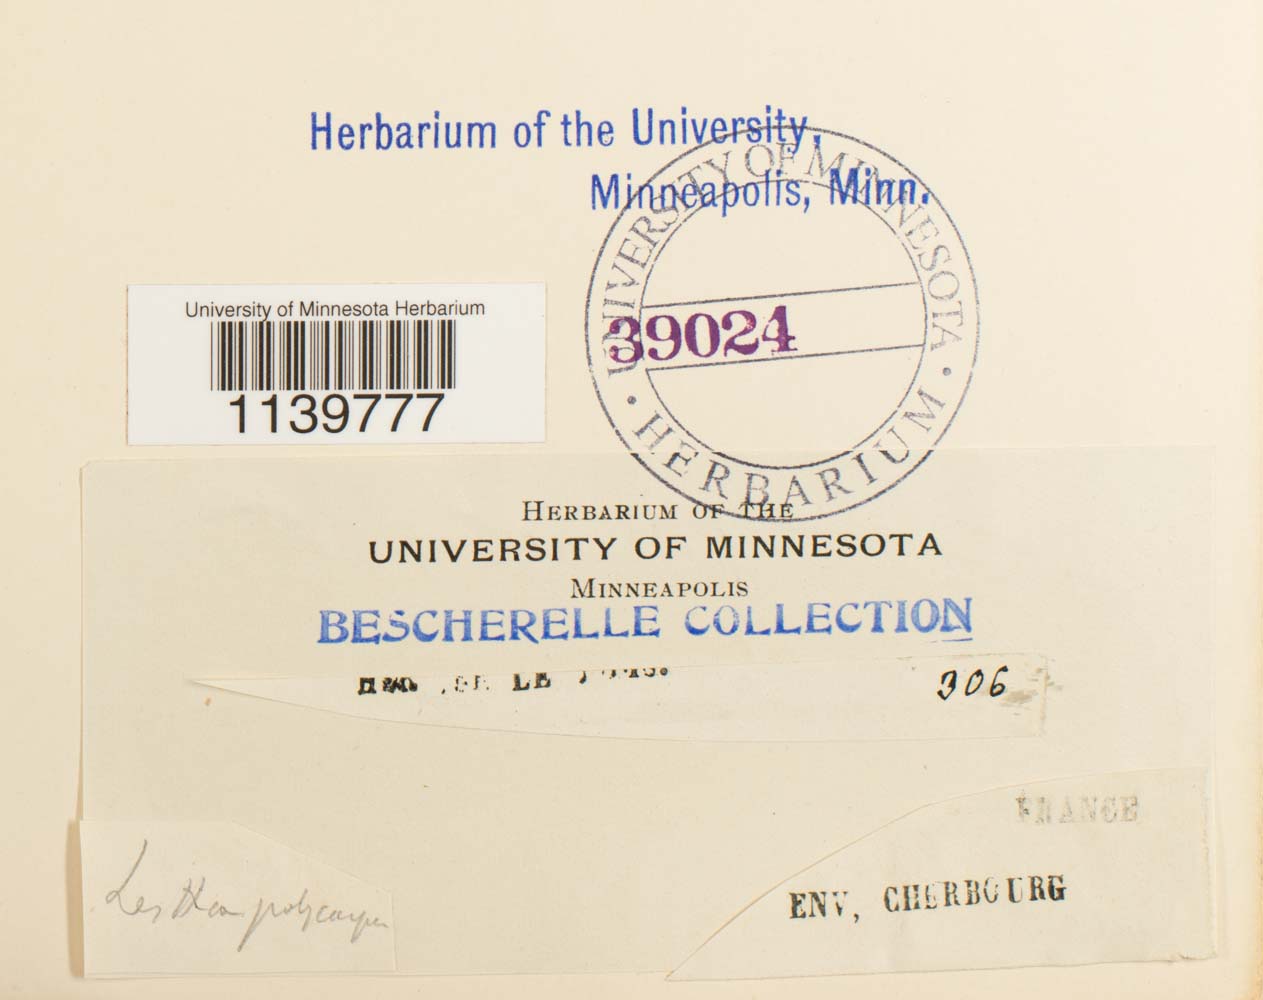 Herbarium of the University,
Minneapolis, Minn.
UNIVERSITY OF MINNESOTA
39024
• HERBARIUM •
University of Minnesota Herbarium
1139777
HERBARIUM OF THE
UNIVERSITY OF MINNESOTA
MINNEAPOLIS
BESCHERELLE COLLECTION
LE
306
FRANCE
ENV, CHERBOURG